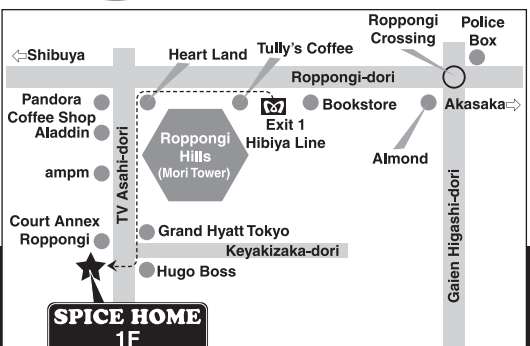 Roppongi
Crossing
Police
Box
⇦Shibuya
Heart Land
Tully's Coffee
Roppongi-dori
Pandora
Coffee Shop
Aladdin
Exit 1
Hibiya Line
Bookstore
Akasaka⇨
Almond
Roppongi
Hills
(Mori Tower)
ampm
TV Asahi-dori
Gaien Higashi-dori
Court Annex
Roppongi
Grand Hyatt Tokyo
Keyakizaka-dori
Hugo Boss
SPICE HOME
1F